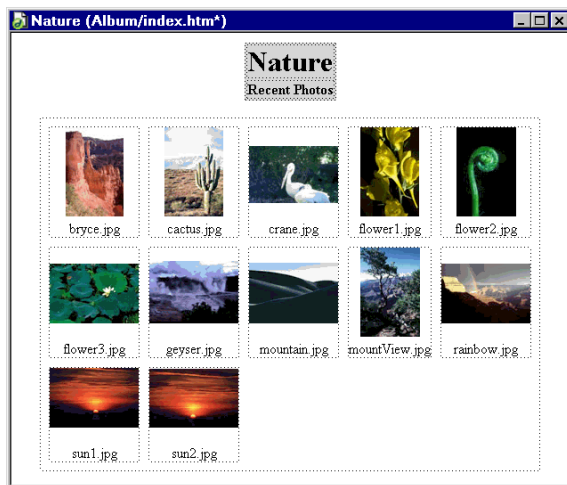 Nature (Album/index.htm*)
Nature
Recent Photos
bryce.jpg
cactus.jpg
crane.jpg
flower1.jpg
flower2.jpg
flower3.jpg
geyser.jpg
mountain.jpg
mountView.jpg
rainbow.jpg
sun1.jpg
sun2.jpg